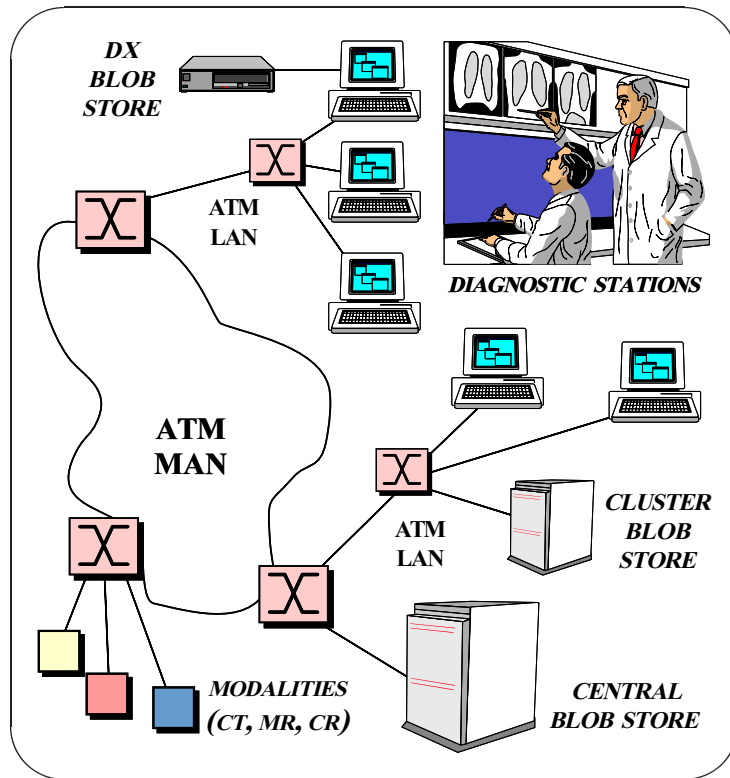 DX
BLOB
STORE
ATM
LAN
DIAGNOSTIC STATIONS
ATM
MAN
ATM
LAN
CLUSTER
BLOB
STORE
MODALITIES
(CT, MR, CR)
CENTRAL
BLOB STORE